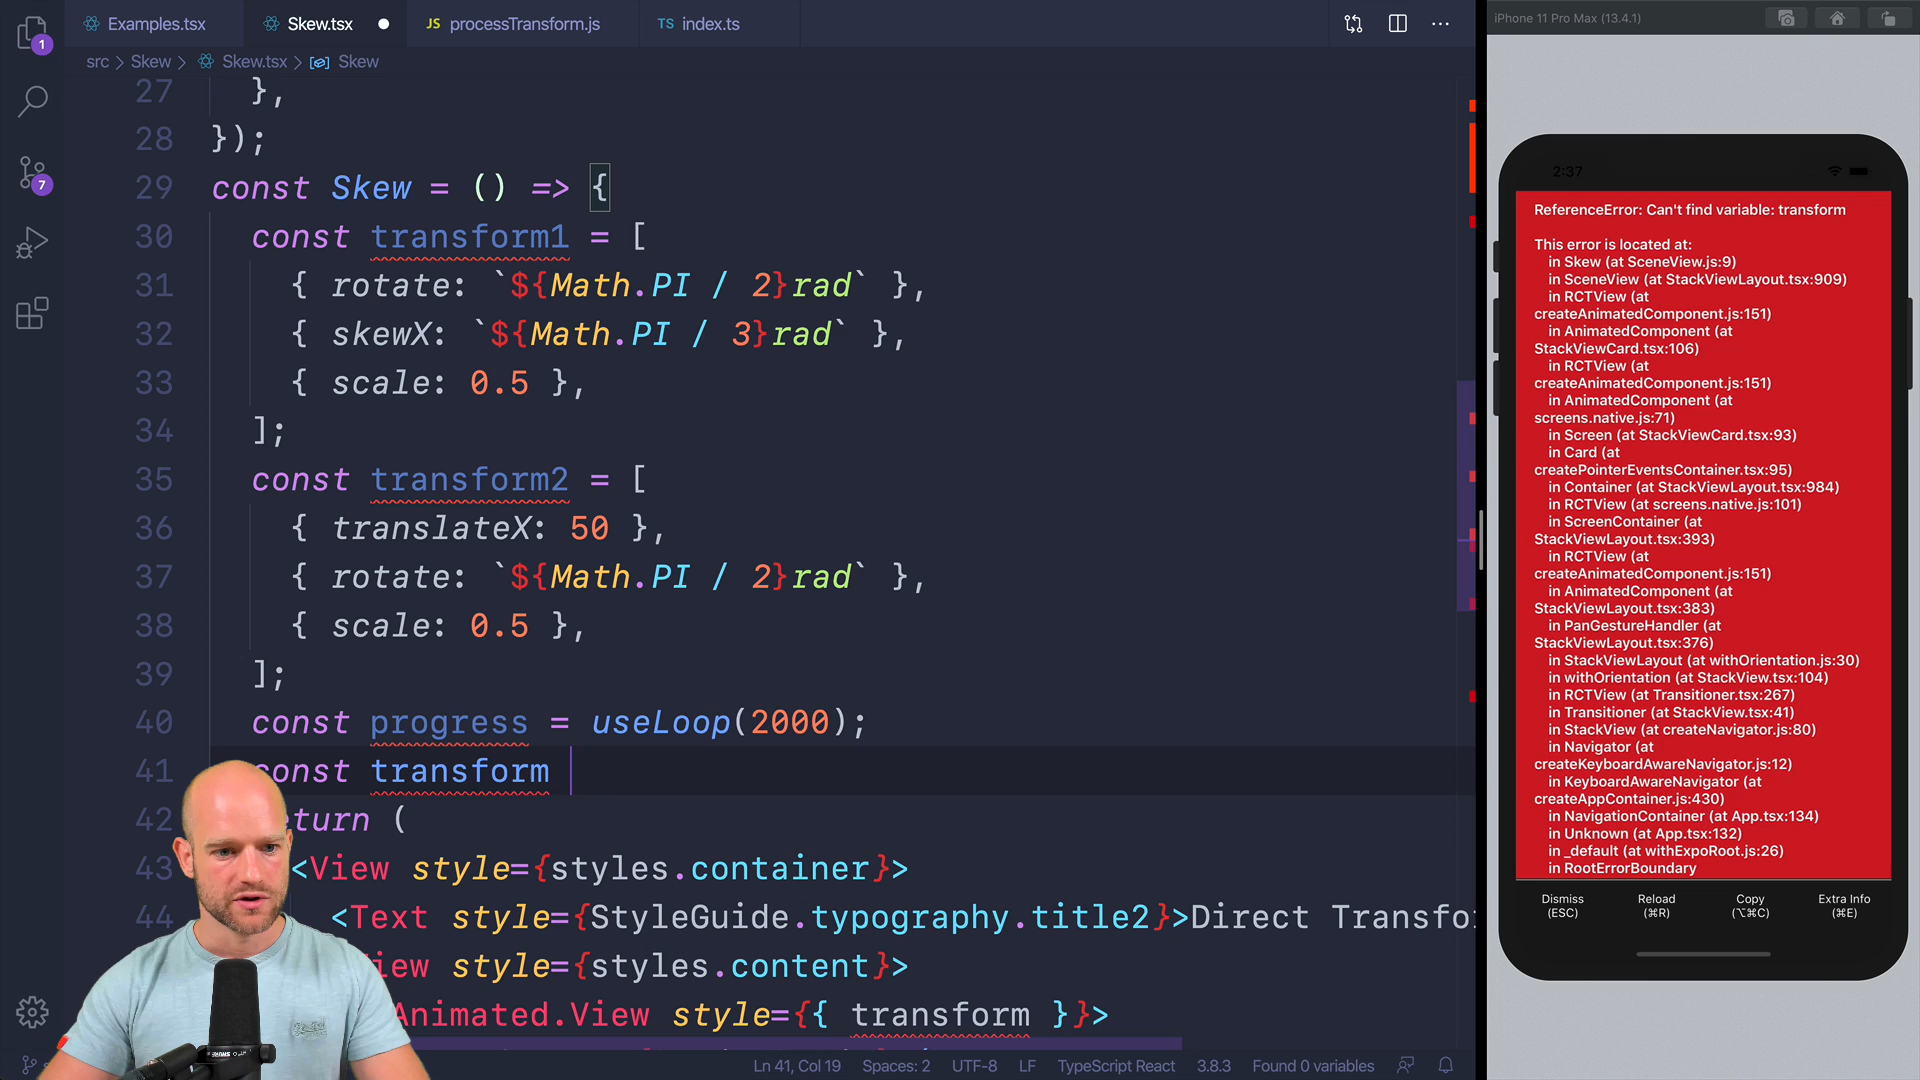 Examples.tsx
Skew.tsx
JS processTransform.js
TS index.ts
iPhone 11 Pro Max (13.4.1)
src > Skew > Skew.tsx > Skew
1
7
27 },
28 });
29 const Skew = () => {
30 const transform1 = [
31 { rotate: `${Math.PI / 2}rad` },
32 { skewX: `${Math.PI / 3}rad` },
33 { scale: 0.5 },
34 ];
35 const transform2 = [
36 { translateX: 50 },
37 { rotate: `${Math.PI / 2}rad` },
38 { scale: 0.5 },
39 ];
40 const progress = useLoop(2000);
41 const transform
42 eturn (
43 <View style={styles.container}>
44 <Text style={StyleGuide.typography.title2}>Direct Transfo
iew style={styles.content}>
Animated.View style={{ transform }}>
Ln 41, Col 19
Spaces: 2
UTF-8
LF
TypeScript React
3.8.3
Found 0 variables
2:37
ReferenceError: Can't find variable: transform
This error is located at:
in Skew (at SceneView.js:9)
in SceneView (at StackViewLayout.tsx:909)
in RCTView (at
createAnimatedComponent.js:151)
in AnimatedComponent (at
StackViewCard.tsx:106)
in RCTView (at
createAnimatedComponent.js:151)
in AnimatedComponent (at
screens.native.js:71)
in Screen (at StackViewCard.tsx:93)
in Card (at
createPointerEventsContainer.tsx:95)
in Container (at StackViewLayout.tsx:984)
in RCTView (at screens.native.js:101)
in ScreenContainer (at
StackViewLayout.tsx:393)
in RCTView (at
createAnimatedComponent.js:151)
in AnimatedComponent (at
StackViewLayout.tsx:383)
in PanGestureHandler (at
StackViewLayout.tsx:376)
in StackViewLayout (at withOrientation.js:30)
in withOrientation (at StackView.tsx:104)
in RCTView (at Transitioner.tsx:267)
in Transitioner (at StackView.tsx:41)
in StackView (at createNavigator.js:80)
in Navigator (at
createKeyboardAwareNavigator.js:12)
in KeyboardAwareNavigator (at
createAppContainer.js:430)
in NavigationContainer (at App.tsx:134)
in Unknown (at App.tsx:132)
in _default (at withExpoRoot.js:26)
in RootErrorBoundary
Dismiss
(ESC)
Reload
(⌘R)
Copy
(⌥⌘C)
Extra Info
(⌘E)